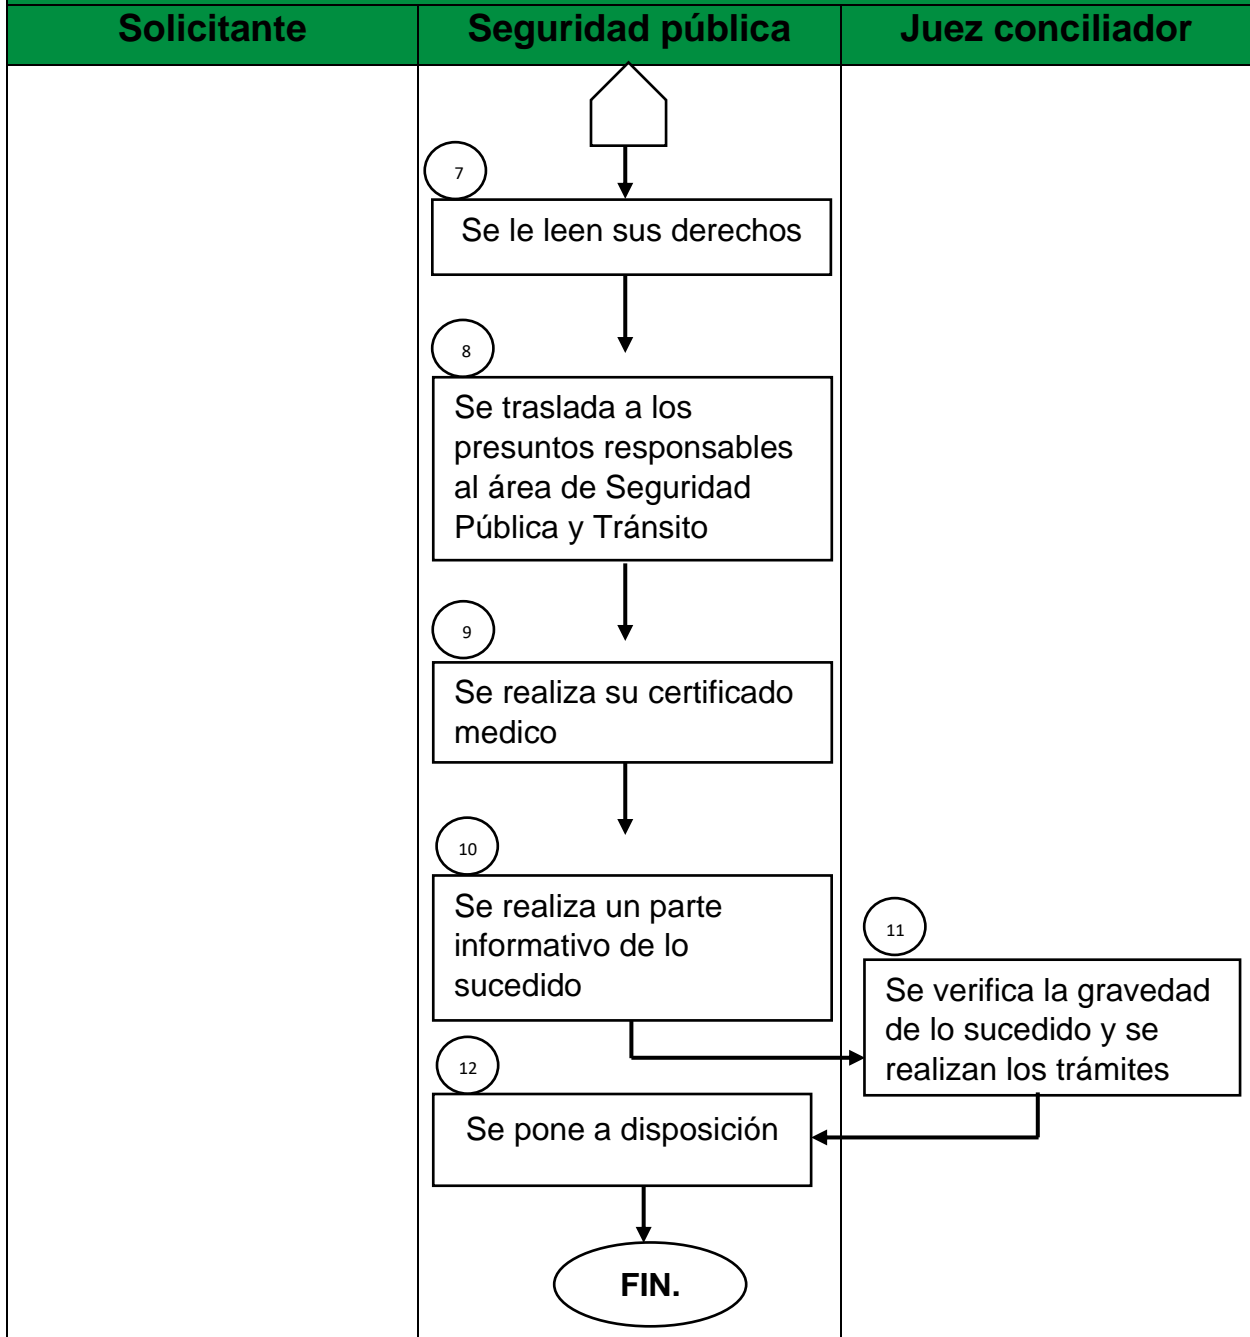 Solicitante
Seguridad pública
Juez conciliador
7
Se le leen sus derechos
8
Se traslada a los
presuntos responsables
al área de Seguridad
Pública y Tránsito
9
Se realiza su certificado
medico
10
Se realiza un parte
informativo de lo
sucedido
11
Se verifica la gravedad
de lo sucedido y se
realizan los trámites
12
Se pone a disposición
FIN.